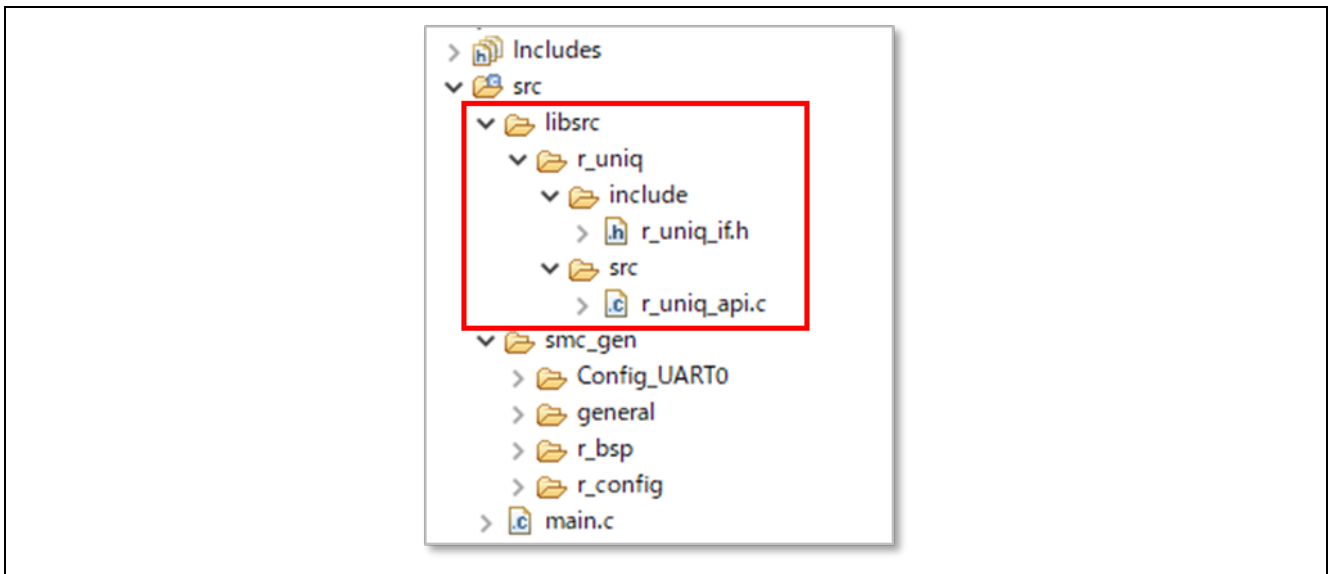 Includes
src
libsrc
r_uniq
include
.h r_uniq_if.h
src
.c r_uniq_api.c
smc_gen
Config_UART0
general
r_bsp
r_config
.c main.c